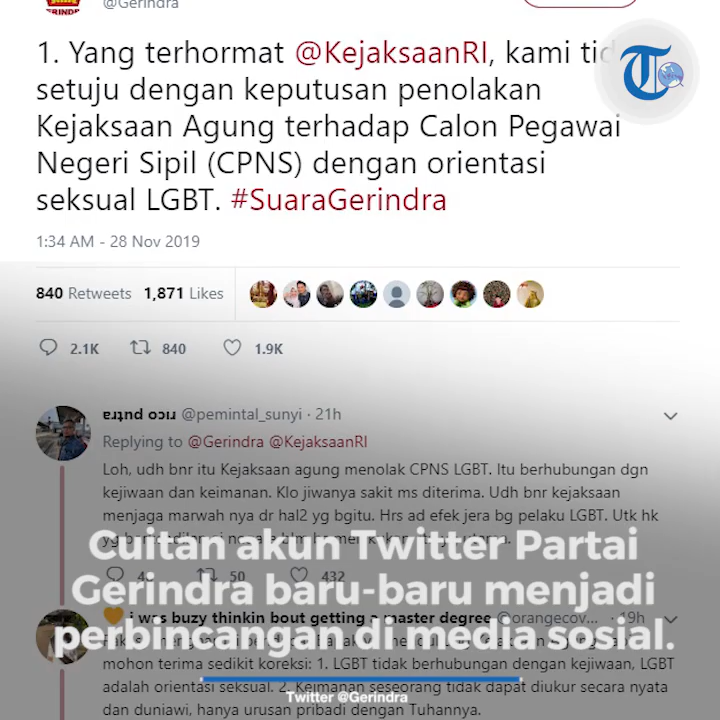 GERINDRA
@Gerindra
1. Yang terhormat @KejaksaanRI, kami
setuju dengan keputusan penolakan
Kejaksaan Agung terhadap Calon Pegawai
Negeri Sipil (CPNS) dengan orientasi
seksual LGBT. #SuaraGerindra
1:34 AM - 28 Nov 2019
840 Retweets 1,871 Likes
2.1K 840 1.9K
@pemintal_sunyi · 21h
Replying to @Gerindra @KejaksaanRI
Loh, udh bnr itu Kejaksaan agung menolak CPNS LGBT. Itu berhubungan dgn
kejiwaan dan keimanan. Klo jiwanya sakit ms diterima. Udh bnr kejaksaan
menjaga marwah nya dr hal2 yg bgitu. Hrs ad efek jera bg pelaku LGBT. Utk hk
Cuitan akun Twitter Partai
50 432
Gerindra baru-baru menjadi
i was buzy thinkin bout getting a master degree @orangecov... · 19h
perbincangan di media sosial.
mohon terima sedikit koreksi: 1. LGBT tidak berhubungan dengan kejiwaan, LGBT
adalah orientasi seksual. 2. Keimanan seseorang tidak dapat diukur secara nyata
Twitter @Gerindra
dan duniawi, hanya urusan pribadi dengan Tuhannya.